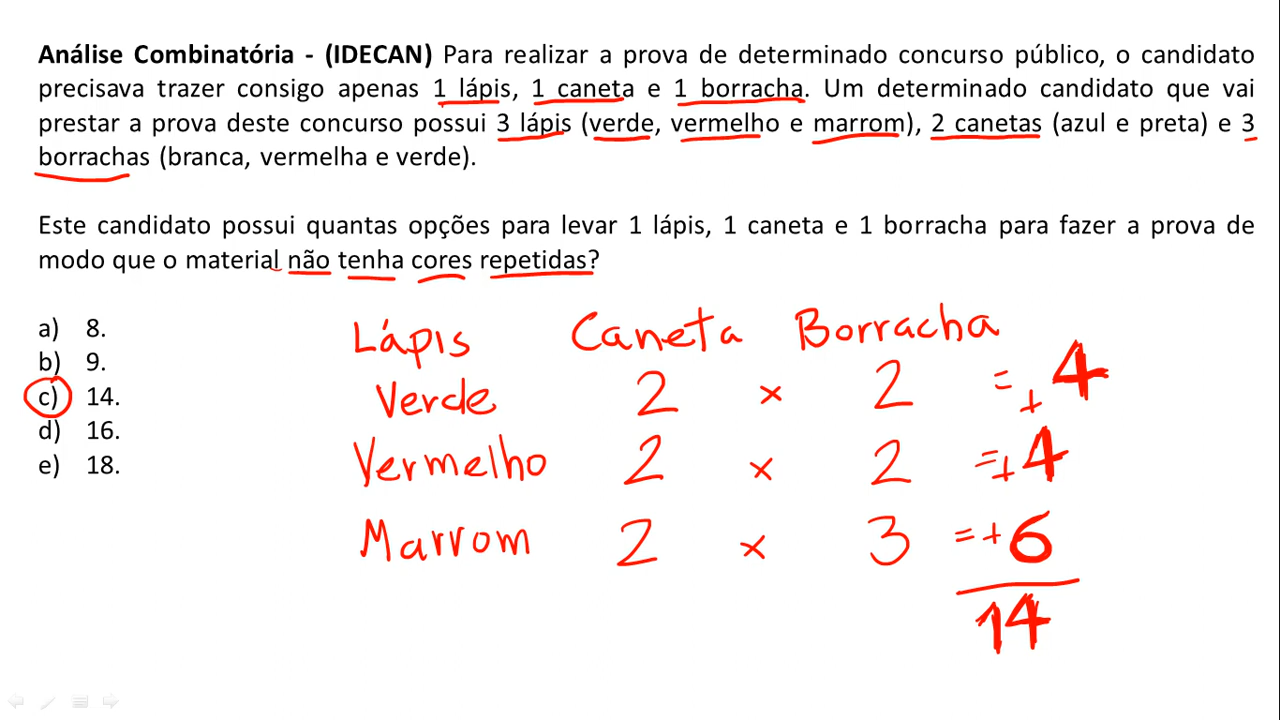 Análise Combinatória - (IDECAN) Para realizar a prova de determinado concurso público, o candidato
precisava trazer consigo apenas 1 lápis, 1 caneta e 1 borracha. Um determinado candidato que vai
prestar a prova deste concurso possui 3 lápis (verde, vermelho e marrom), 2 canetas (azul e preta) e 3
borrachas (branca, vermelha e verde).
Este candidato possui quantas opções para levar 1 lápis, 1 caneta e 1 borracha para fazer a prova de
modo que o material não tenha cores repetidas?
a) 8.
b) 9.
c) 14.
d) 16.
e) 18.
Lápis Caneta Borracha
Verde 2 x 2 = 4
+
Vermelho 2 x 2 = + 4
Marrom 2 x 3 = + 6
14